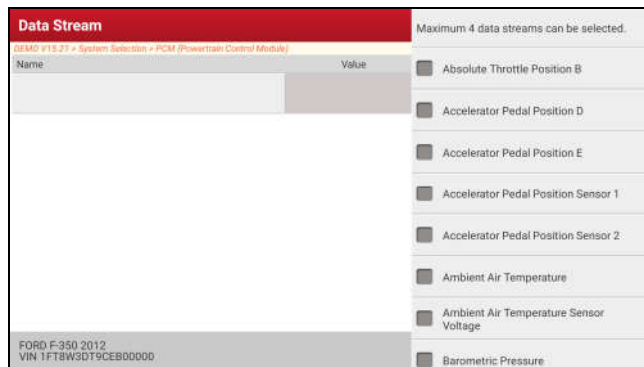 Data Stream
DEMO V15.21 > System Selection > PCM (Powertrain Control Module)
Name Value
FORD F-350 2012
VIN 1FT8W3DT9CEB00000
Maximum 4 data streams can be selected.
Absolute Throttle Position B
Accelerator Pedal Position D
Accelerator Pedal Position E
Accelerator Pedal Position Sensor 1
Accelerator Pedal Position Sensor 2
Ambient Air Temperature
Ambient Air Temperature Sensor
Voltage
Barometric Pressure